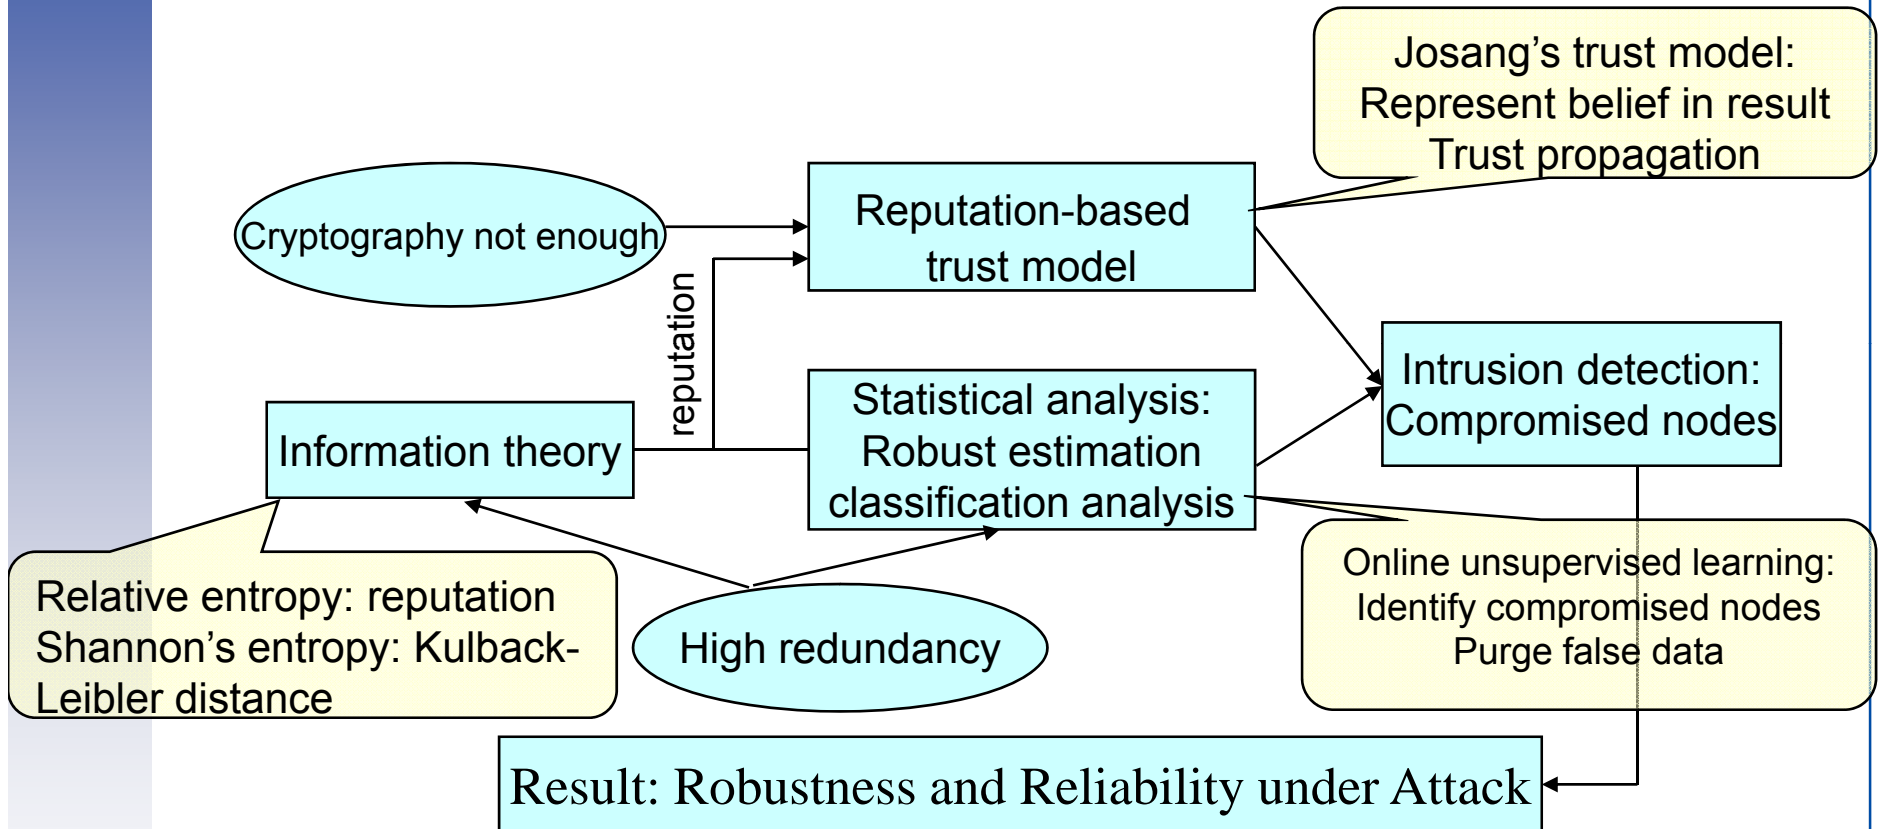 Josang’s trust model:
Represent belief in result
Trust propagation
Cryptography not enough
Reputation-based
trust model
reputation
Intrusion detection:
Compromised nodes
Information theory
Statistical analysis:
Robust estimation
classification analysis
Relative entropy: reputation
Shannon’s entropy: Kulback-
Leibler distance
High redundancy
Online unsupervised learning:
Identify compromised nodes
Purge false data
Result: Robustness and Reliability under Attack